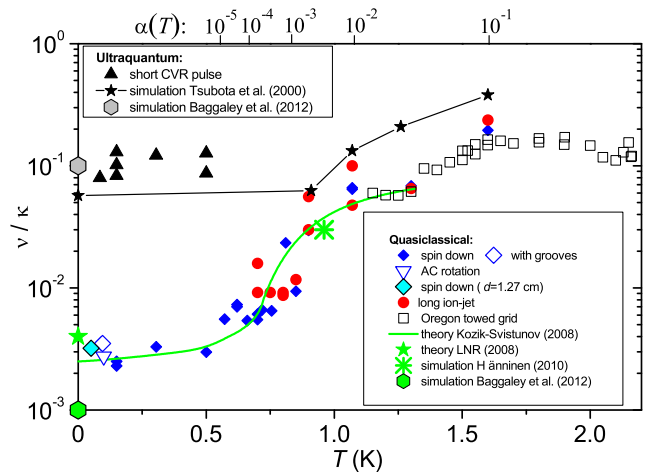 α(T) 10⁻⁵ 10⁻⁴ 10⁻³ 10⁻² 10⁻¹
10⁰
Ultraquantum:
short CVR pulse
simulation Tsubota et al. (2000)
simulation Baggaley et al. (2012)
10⁻¹
ν / κ
10⁻²
10⁻³
Quasiclassical:
spin down with grooves
AC rotation
spin down ( d=1.27 cm)
long ion-jet
Oregon towed grid
theory Kozik-Svistunov (2008)
theory LNR (2008)
simulation H änninen (2010)
simulation Baggaley et al. (2012)
0 0.5 1.0 1.5 2.0
T (K)